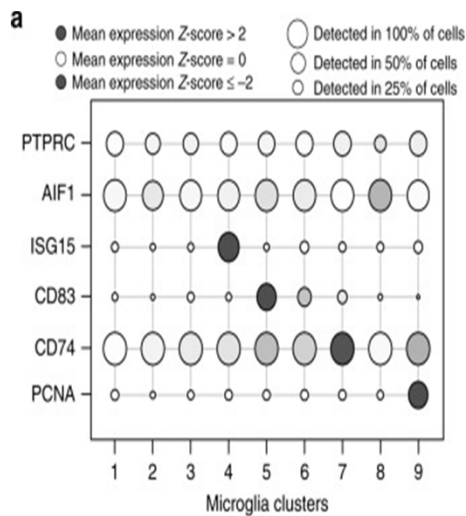 a
Mean expression Z-score > 2
Mean expression Z-score = 0
Mean expression Z-score ≤ –2
Detected in 100% of cells
Detected in 50% of cells
Detected in 25% of cells
PTPRC
AIF1
ISG15
CD83
CD74
PCNA
1 2 3 4 5 6 7 8 9
Microglia clusters